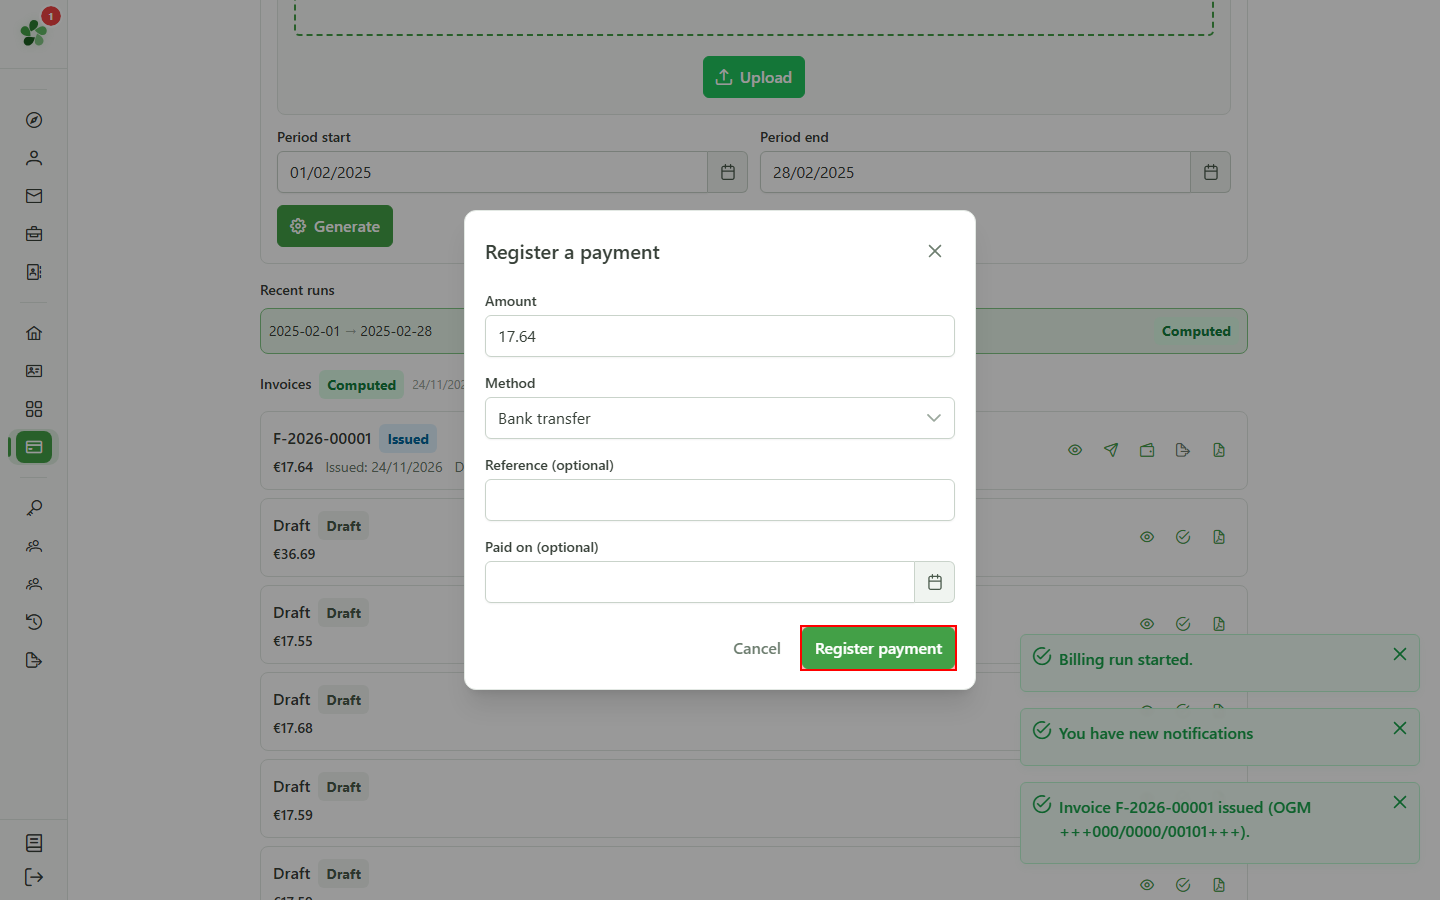 1
Upload
Period start
Period end
01/02/2025
28/02/2025
Generate
Recent runs
2025-02-01 → 2025-02-28
Computed
Invoices
Computed
24/11/202
F-2026-00001
Issued
€17.64
Issued: 24/11/2026
D
Draft
Draft
€36.69
Draft
Draft
€17.55
Draft
Draft
€17.68
Draft
Draft
€17.59
Draft
Draft
Register a payment
Amount
17.64
Method
Bank transfer
Reference (optional)
Paid on (optional)
Cancel
Register payment
Billing run started.
You have new notifications
Invoice F-2026-00001 issued (OGM
+++000/0000/00101+++).